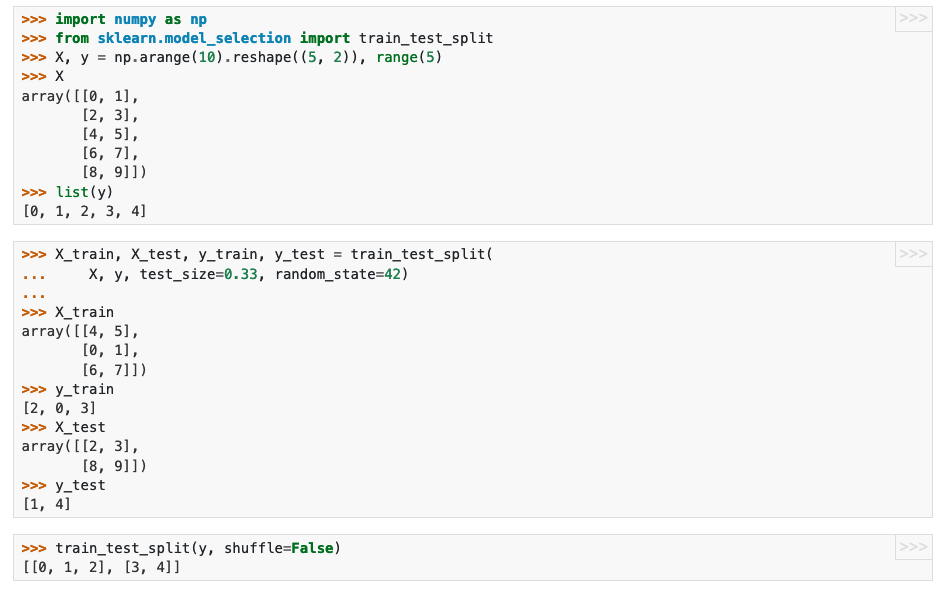 >>> import numpy as np
>>> from sklearn.model_selection import train_test_split
>>> X, y = np.arange(10).reshape((5, 2)), range(5)
>>> X
array([[0, 1],
       [2, 3],
       [4, 5],
       [6, 7],
       [8, 9]])
>>> list(y)
[0, 1, 2, 3, 4]
>>>
>>> X_train, X_test, y_train, y_test = train_test_split(
...     X, y, test_size=0.33, random_state=42)
...
>>> X_train
array([[4, 5],
       [0, 1],
       [6, 7]])
>>> y_train
[2, 0, 3]
>>> X_test
array([[2, 3],
       [8, 9]])
>>> y_test
[1, 4]
>>>
>>> train_test_split(y, shuffle=False)
[[0, 1, 2], [3, 4]]
>>>